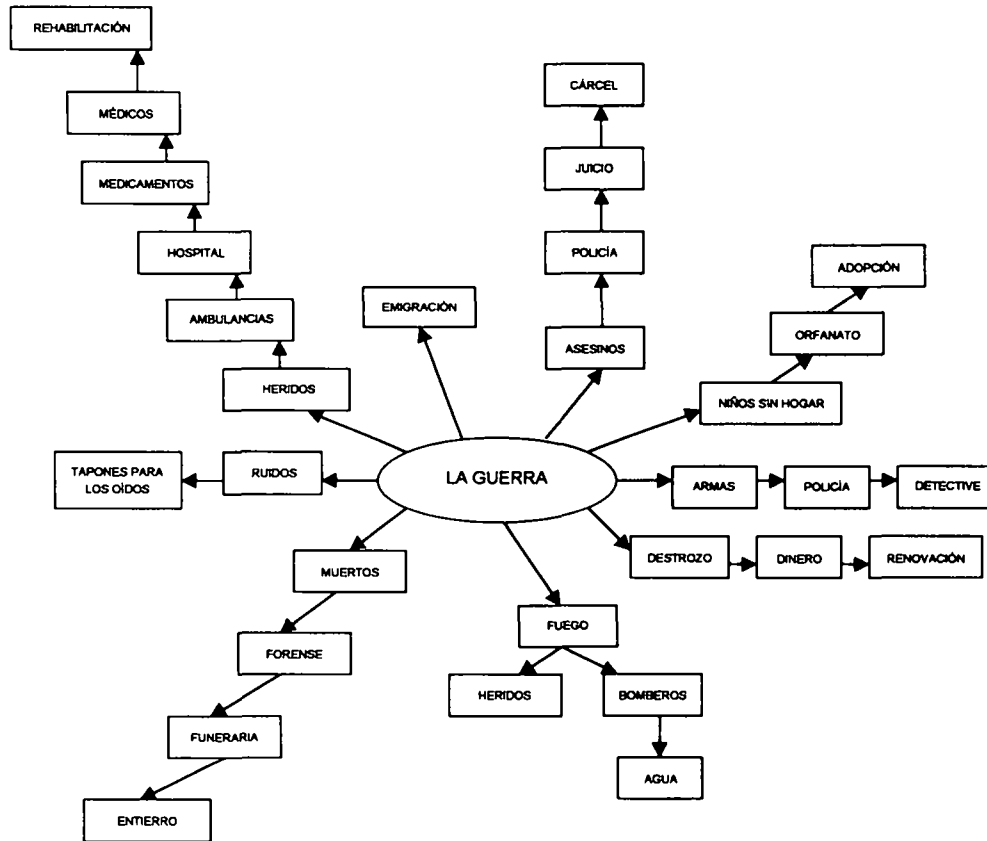 REHABILITACIÓN
MÉDICOS
MEDICAMENTOS
HOSPITAL
AMBULANCIAS
HERIDOS
EMIGRACIÓN
CÁRCEL
JUICIO
POLICÍA
ASESINOS
ADOPCIÓN
ORFANATO
NIÑOS SIN HOGAR
TAPONES PARA
LOS OÍDOS
RUIDOS
LA GUERRA
ARMAS
POLICÍA
DETECTIVE
DESTROZO
DINERO
RENOVACIÓN
MUERTOS
FORENSE
FUNERARIA
ENTIERRO
FUEGO
HERIDOS
BOMBEROS
AGUA